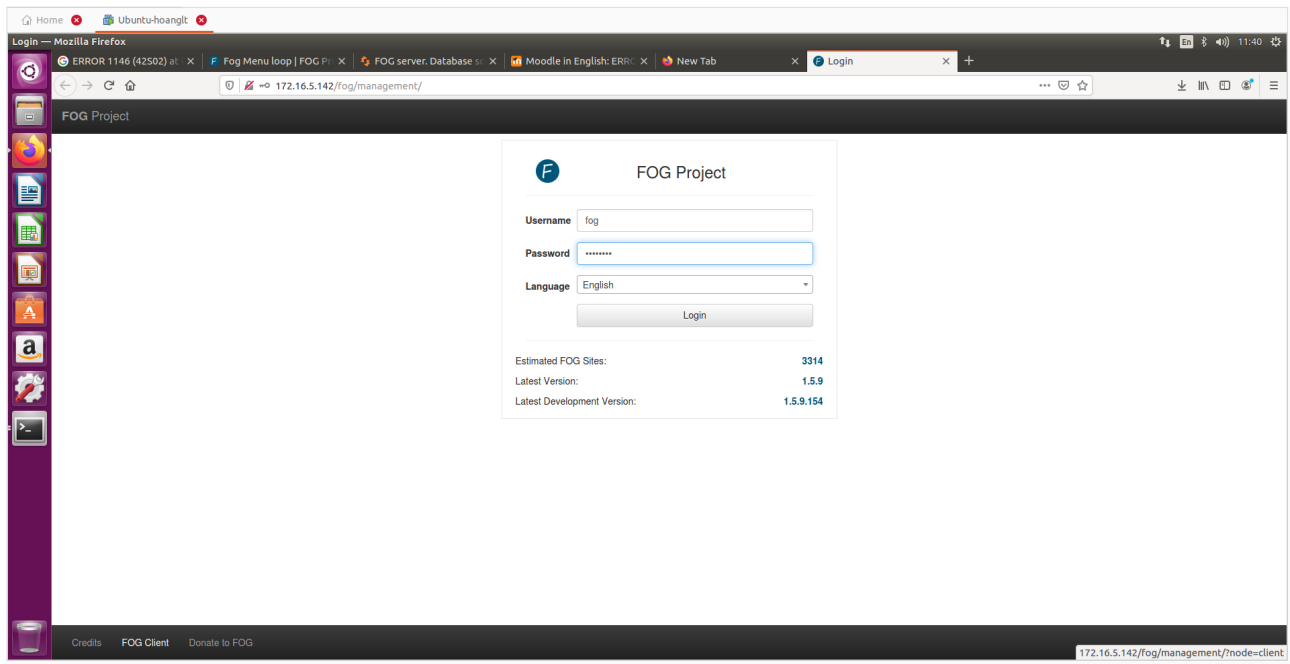 Home Ubuntu-hoanglt
Login — Mozilla Firefox En 11:40
ERROR 1146 (42S02) at FOG Menu loop | FOG Pr FOG server. Database sc Moodle in English: ERRO New Tab Login
172.16.5.142/fog/management/
FOG Project
F FOG Project
Username fog
Password ••••••••
Language English
Login
Estimated FOG Sites: 3314
Latest Version: 1.5.9
Latest Development Version: 1.5.9.154
Credits FOG Client Donate to FOG
172.16.5.142/fog/management/?node=client